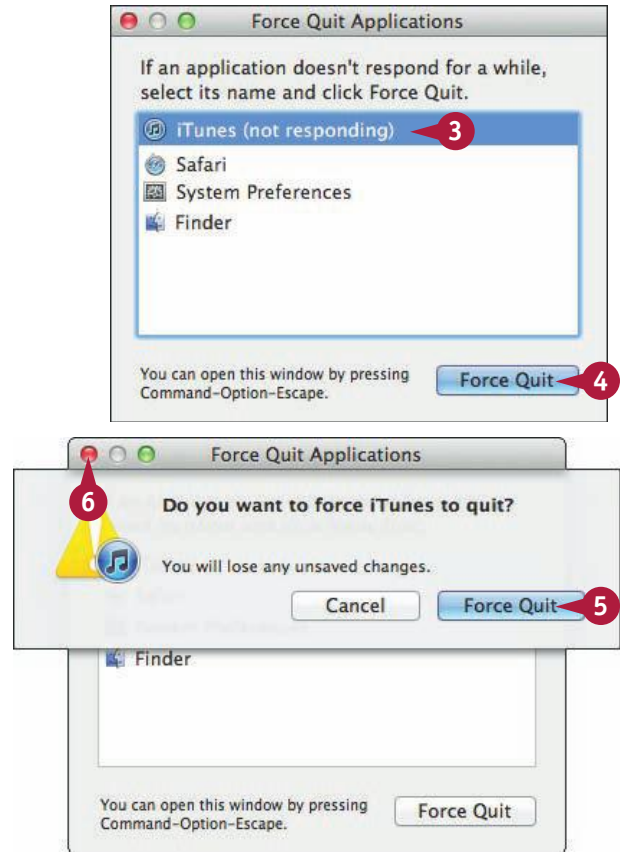 Force Quit Applications
If an application doesn't respond for a while,
select its name and click Force Quit.
iTunes (not responding)
3
Safari
System Preferences
Finder
You can open this window by pressing
Command-Option-Escape.
Force Quit
4
Force Quit Applications
6
Do you want to force iTunes to quit?
You will lose any unsaved changes.
Cancel
Force Quit
5
Finder
You can open this window by pressing
Command-Option-Escape.
Force Quit